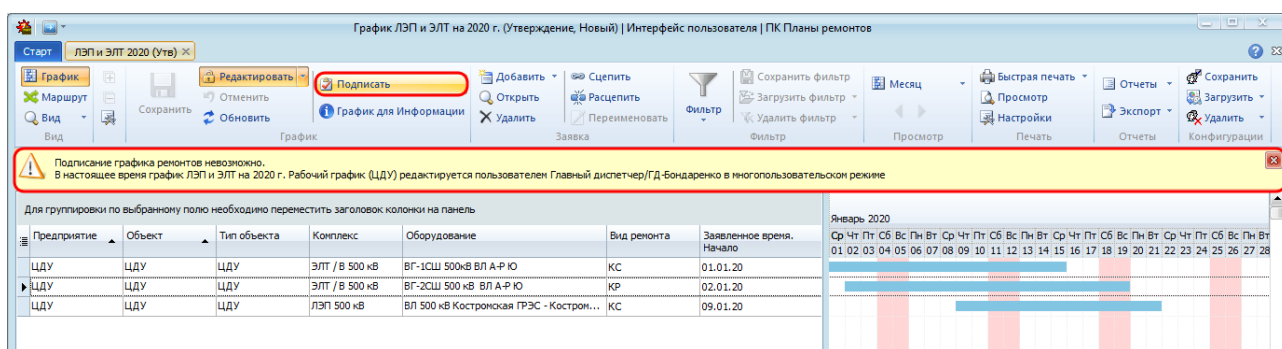 График ЛЭП и ЭЛТ на 2020 г. (Утверждение, Новый) | Интерфейс пользователя | ПК Планы ремонтов
Старт ЛЭП и ЭЛТ 2020 (Утв)
График Редактировать Подписать Добавить Сцепить Сохранить фильтр Месяц Быстрая печать Отчеты Сохранить
Маршрут Сохранить Отменить График для Информации Открыть Расцепить Фильтр Загрузить фильтр Просмотр Экспорт Загрузить
Вид Обновить Удалить Переименовать Удалить фильтр Настройки Удалить
Вид График Заявка Фильтр Просмотр Печать Отчеты Конфигурации
Подписание графика ремонтов невозможно.
В настоящее время график ЛЭП и ЭЛТ на 2020 г. Рабочий график (ЦДУ) редактируется пользователем Главный диспетчер/ГД-Бондаренко в многопользовательском режиме
Для группировки по выбранному полю необходимо переместить заголовок колонки на панель
Январь 2020
Предприятие Объект Тип объекта Комплекс Оборудование Вид ремонта Заявленное время. Начало
Ср Чт Пт Сб Вс Пн Вт Ср Чт Пт Сб Вс Пн Вт Ср Чт Пт Сб Вс Пн Вт Ср Чт Пт Сб Вс Пн Вт
01 02 03 04 05 06 07 08 09 10 11 12 13 14 15 16 17 18 19 20 21 22 23 24 25 26 27 28
ЦДУ ЦДУ ЦДУ ЭЛТ / В 500 кВ ВГ-1СШ 500кВ ВЛ А-Р Ю КС 01.01.20
ЦДУ ЦДУ ЦДУ ЭЛТ / В 500 кВ ВГ-2СШ 500 кВ ВЛ А-Р Ю КР 02.01.20
ЦДУ ЦДУ ЦДУ ЛЭП 500 кВ ВЛ 500 кВ Костромская ГРЭС - Костром... КС 09.01.20